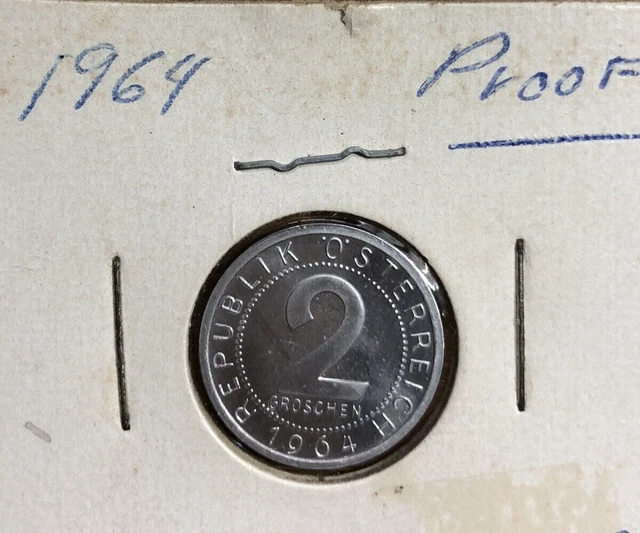 1964 Proof
REPUBLIK ÖSTERREICH
2
GROSCHEN
1964